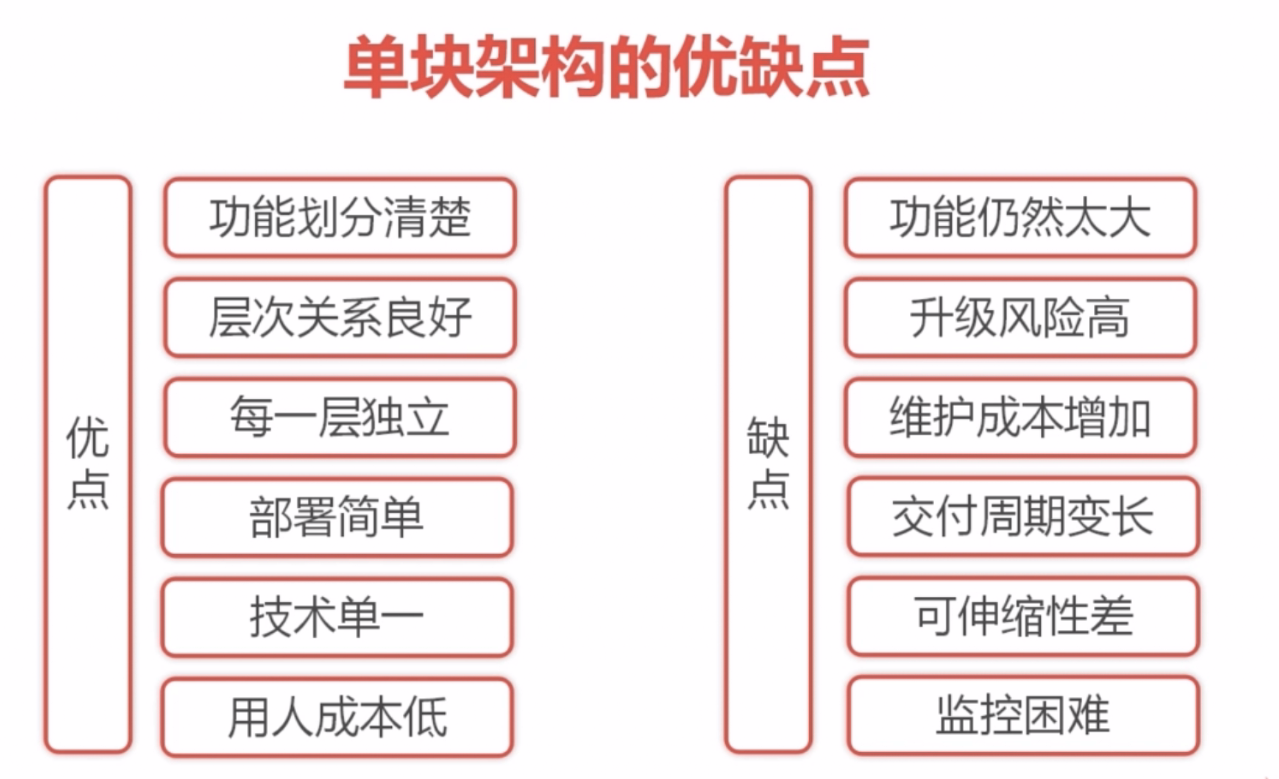 单块架构的优缺点
优点
功能划分清楚
层次关系良好
每一层独立
部署简单
技术单一
用人成本低
缺点
功能仍然太大
升级风险高
维护成本增加
交付周期变长
可伸缩性差
监控困难